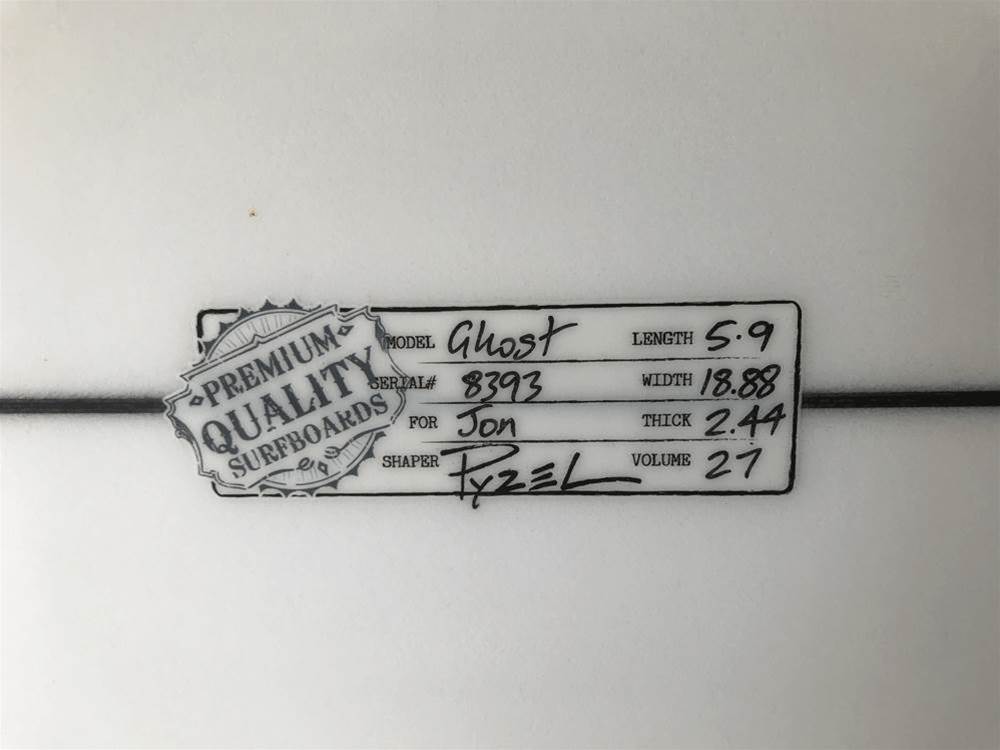 PREMIUM
QUALITY
SURFBOARDS
MODEL Ghost LENGTH 5.9
SERIAL# 8393 WIDTH 18.88
FOR Jon THICK 2.44
SHAPER PyzEL VOLUME 27